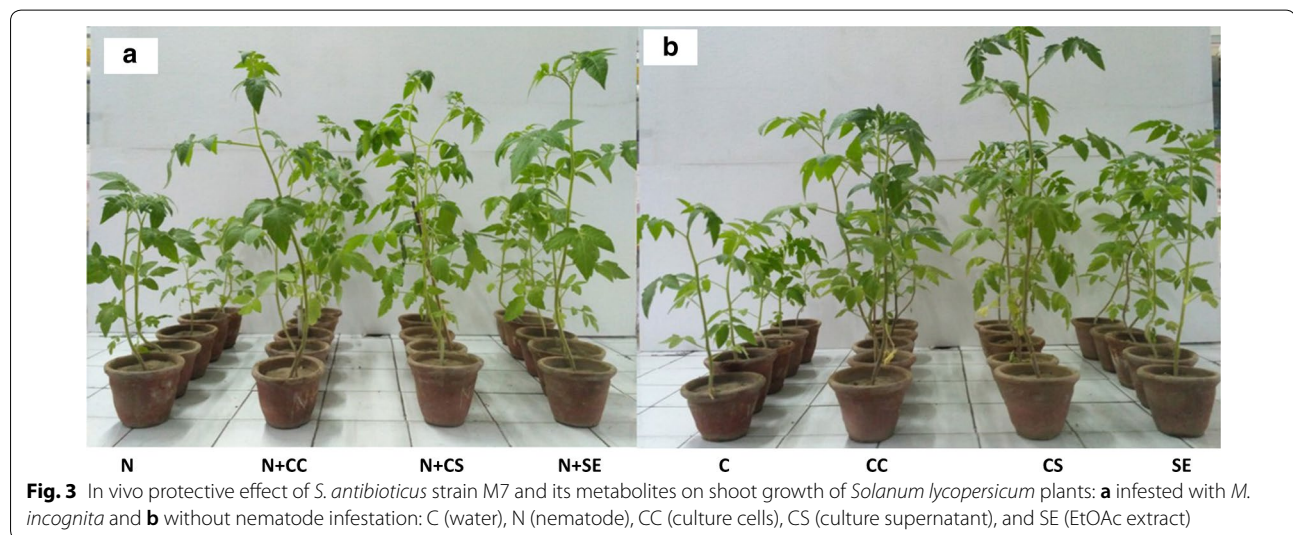 a
b
N N+CC N+CS N+SE C CC CS SE
Fig. 3 In vivo protective effect of S. antibioticus strain M7 and its metabolites on shoot growth of Solanum lycopersicum plants: a infested with M.
incognita and b without nematode infestation: C (water), N (nematode), CC (culture cells), CS (culture supernatant), and SE (EtOAc extract)